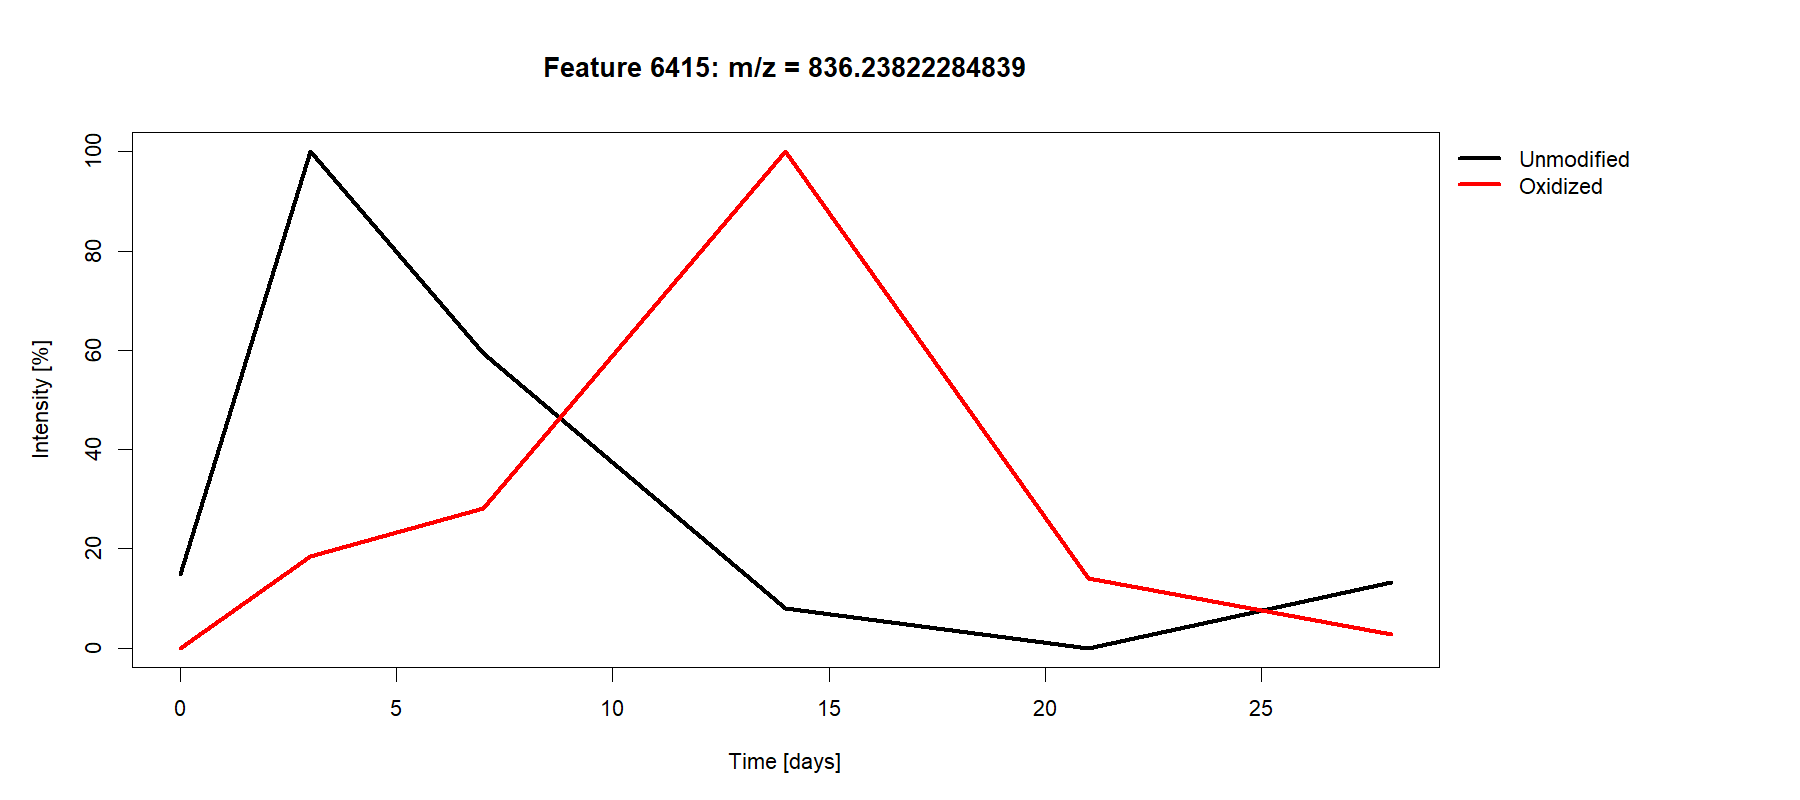 Feature 6415: m/z = 836.23822284839
Unmodified
Oxidized
Intensity [%]
100
80
60
40
20
0
0 5 10 15 20 25
Time [days]